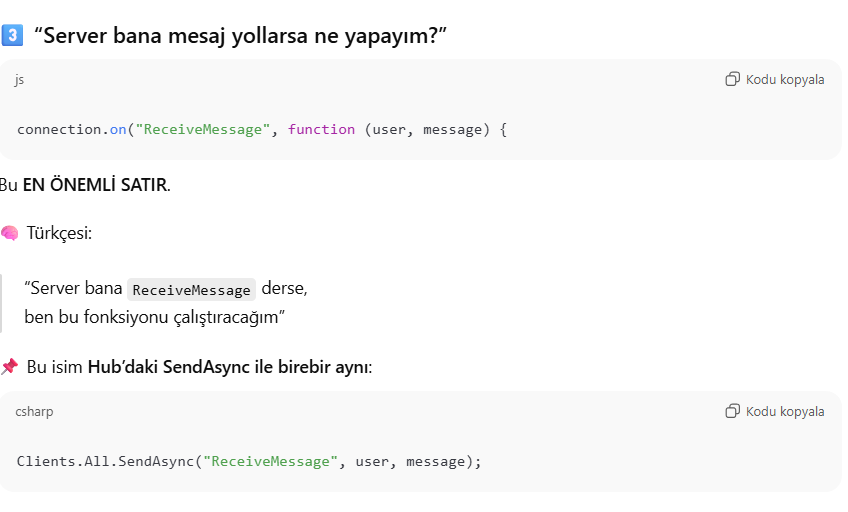 3 “Server bana mesaj yollarsa ne yapayım?”
js
Kodu kopyala
connection.on("ReceiveMessage", function (user, message) {
Bu EN ÖNEMLİ SATIR.
Türkçesi:
“Server bana ReceiveMessage derse,
ben bu fonksiyonu çalıştıracağım”
Bu isim Hub’daki SendAsync ile birebir aynı:
csharp
Kodu kopyala
Clients.All.SendAsync("ReceiveMessage", user, message);